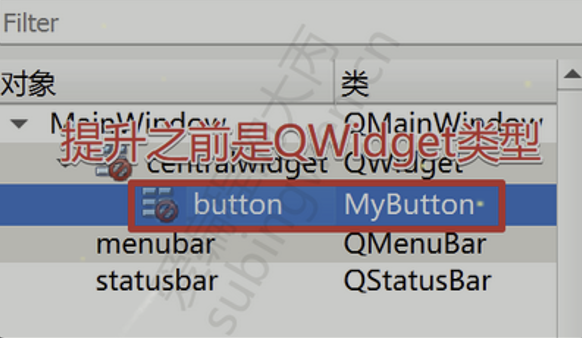 Filter
对象 类
MainWindow QMainWindow
提升之前是QWidget类型
centralwidget QWidget
button MyButton
menubar QMenuBar
statusbar QStatusBar
subingwen.cn